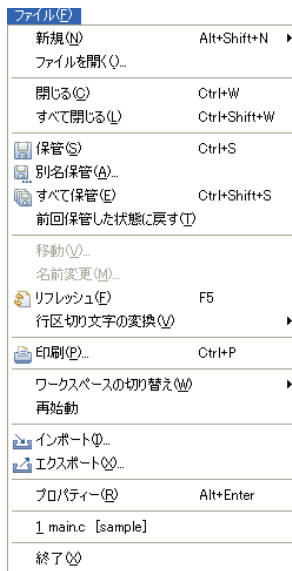 ファイル(F)
新規(N) Alt+Shift+N
ファイルを開く()...
閉じる(C) Ctrl+W
すべて閉じる(L) Ctrl+Shift+W
保管(S) Ctrl+S
別名保管(A)...
すべて保管(E) Ctrl+Shift+S
前回保管した状態に戻す(T)
移動(V)...
名前変更(M)...
リフレッシュ(F) F5
行区切り文字の変換(V)
印刷(P)... Ctrl+P
ワークスペースの切り替え(W)
再始動
インポート(I)...
エクスポート(X)...
プロパティー(R) Alt+Enter
1 main.c [sample]
終了(X)